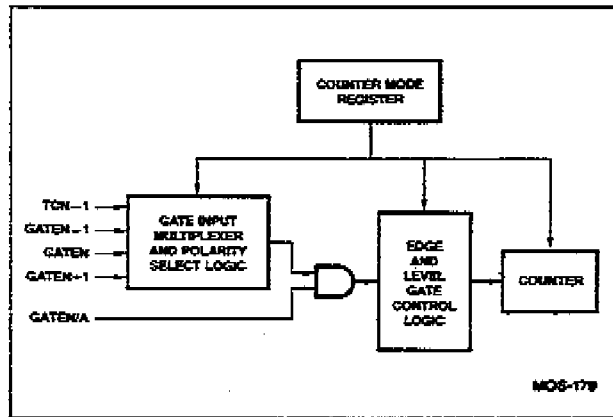 COUNTER MODE
REGISTER
TCN–1
GATEN–1
GATEN
GATEN+1
GATE INPUT
MULTIPLEXER
AND POLARITY
SELECT LOGIC
EDGE
AND
LEVEL
GATE
CONTROL
LOGIC
COUNTER
GATEN/A
MOS-179